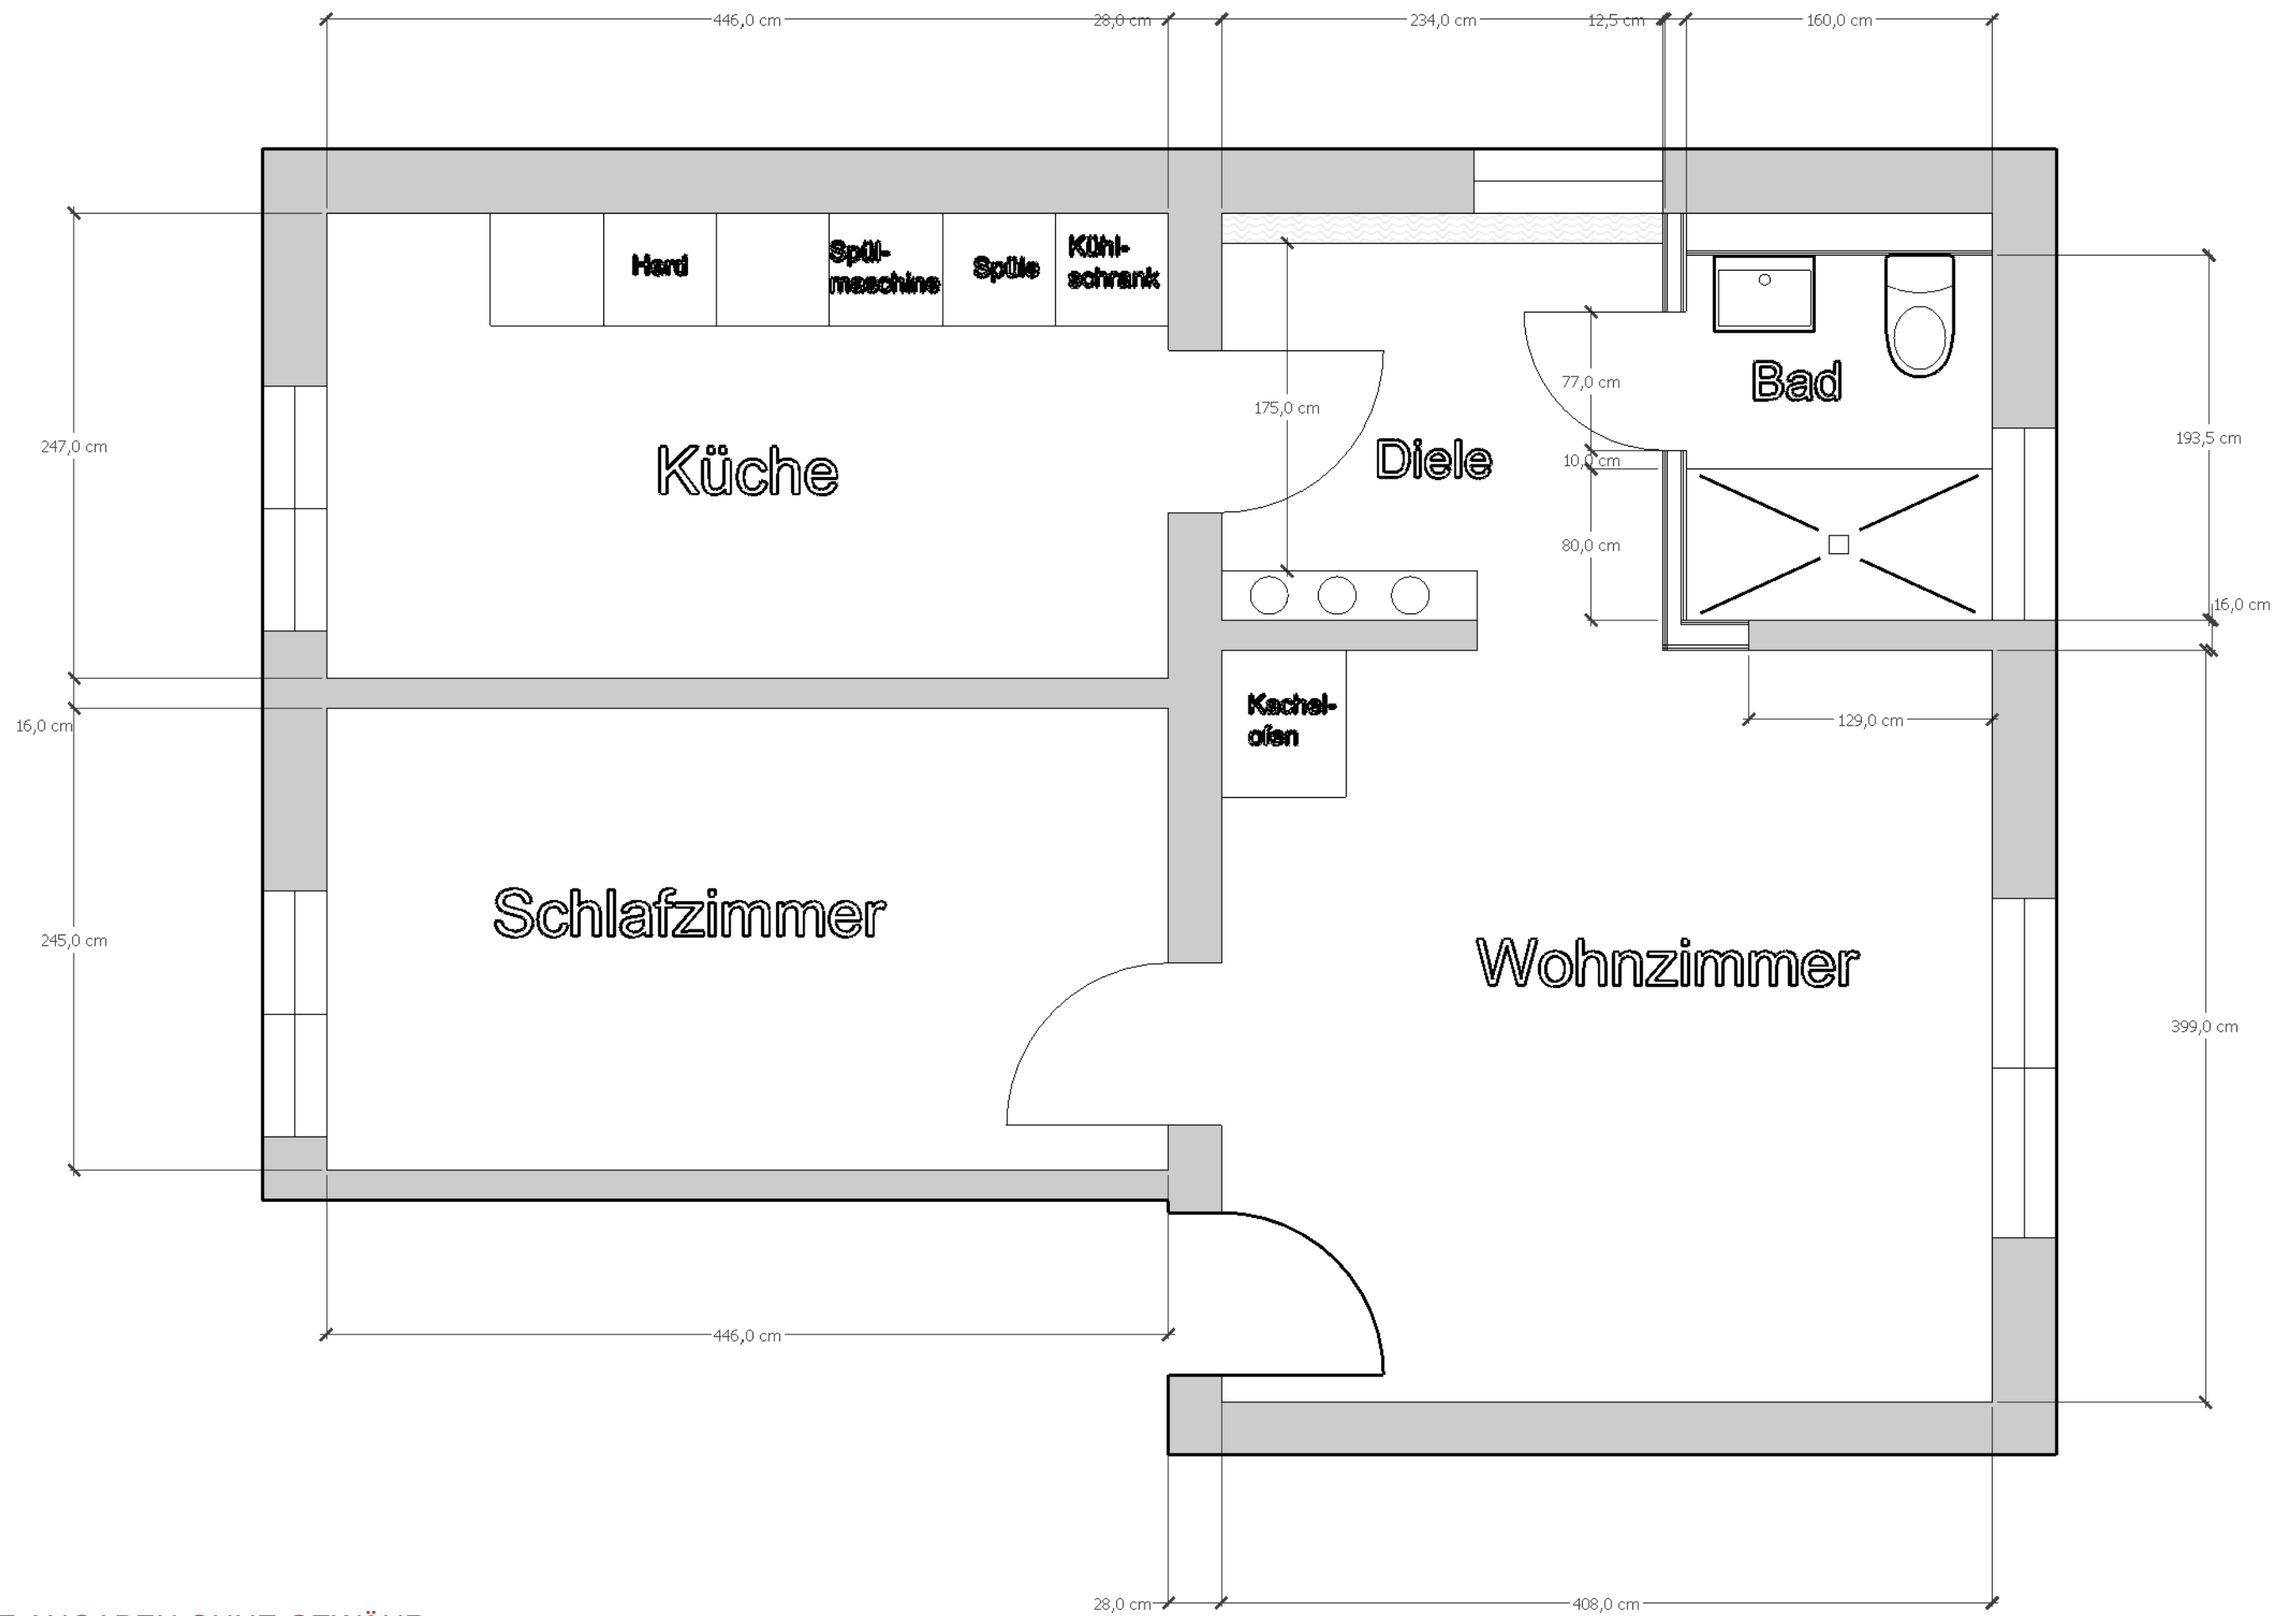 446,0 cm
28,0 cm
234,0 cm
12,5 cm
160,0 cm
Herd
Spül-
maschine
Spüle
Kühl-
schrank
Bad
77,0 cm
175,0 cm
193,5 cm
247,0 cm
Küche
Diele
10,0 cm
80,0 cm
16,0 cm
Kachel-
ofen
129,0 cm
16,0 cm
Schlafzimmer
245,0 cm
Wohnzimmer
399,0 cm
446,0 cm
28,0 cm
408,0 cm